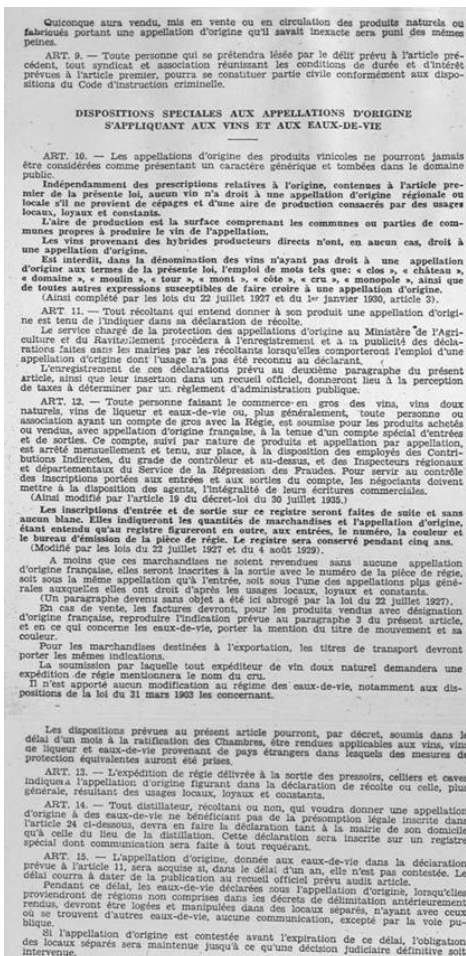 Quiconque aura vendu, mis en vente ou en circulation des produits naturels ou
fabriqués portant une appellation d'origine qu'il savait inexacte sera puni des mêmes
peines.
ART. 9. — Toute personne qui se prétendra lésée par le délit prévu à l'article pré-
cédent, tout syndicat et association réunissant les conditions de durée et d'intérêt
prévues à l'article premier, pourra se constituer partie civile conformément aux dispo-
sitions du Code d'instruction criminelle.
DISPOSITIONS SPECIALES AUX APPELLATIONS D'ORIGINE
S'APPLIQUANT AUX VINS ET AUX EAUX-DE-VIE
ART. 10. — Les appellations d'origine des produits vinicoles ne pourront jamais
être considérées comme présentant un caractère générique et tombées dans le domaine
public.
Indépendamment des prescriptions relatives à l'origine, contenues à l'article pre-
mier de la présente loi, aucun vin n'a droit à une appellation d'origine régionale ou
locale s'il ne provient de cépages et d'une aire de production consacrés par des usages
locaux, loyaux et constants.
L'aire de production est la surface comprenant les communes ou parties de com-
munes propres à produire le vin de l'appellation.
Les vins provenant des hybrides producteurs directs n'ont, en aucun cas, droit à
une appellation d'origine.
Est interdit, dans la dénomination des vins n'ayant pas droit à une appellation
d'origine aux termes de la présente loi, l'emploi de mots tels que: « clos », « château »,
« domaine », « moulin », « tour », « mont », « côte », « cru », « monopole », ainsi que
de toutes autres expressions susceptibles de faire croire à une appellation d'origine.
(Ainsi complété par les lois du 22 juillet 1927 et du 1er janvier 1930, article 3).
ART. 11. — Tout récoltant qui entend donner à son produit une appellation d'origi-
ne est tenu de l'indiquer dans sa déclaration de récolte.
Le service chargé de la protection des appellations d'origine au Ministère de l'Agri-
culture et du Ravitaillement procèdera à l'enregistrement et à la publicité des décla-
rations faites dans les mairies par les récoltants lorsqu'elles comportent l'emploi d'une
appellation d'origine dont l'usage n'a pas été reconnu au déclarant.
L'enregistrement de ces déclarations prévu au deuxième paragraphe du présent
article, ainsi que leur insertion dans un recueil officiel, donneront lieu à la perception
de taxes à déterminer par un règlement d'administration publique.
ART. 12. — Toute personne faisant le commerce en gros des vins, vins doux
naturels, vins de liqueur et eaux-de-vie ou, plus généralement, toute personne ou
association ayant un compte de gros avec la Régie, est soumise pour les produits achetés
ou vendus, avec appellation d'origine française, à la tenue d'un compte spécial d'entrées
et de sorties. Ce compte, suivi par nature de produits et appellation par appellation,
est arrêté mensuellement et tenu, sur place, à la disposition des employés des Contri-
butions Indirectes, du grade de contrôleur et au-dessus, et des Inspecteurs régionaux
et départementaux du Service de la Répression des Fraudes. Pour servir au contrôle
des inscriptions portées aux entrées et aux sorties du compte, les négociants doivent
mettre à la disposition des agents, l'intégralité de leurs écritures commerciales.
(Ainsi modifié par l'article 19 du décret-loi du 30 juillet 1935.)
Les inscriptions d'entrée et de sortie sur ce registre seront faites de suite et sans
aucun blanc. Elles indiqueront les quantités de marchandises et l'appellation d'origine,
étant entendu qu'au registre figureront en outre, aux entrées, le numéro, la couleur et
le bureau d'émission de la pièce de régie. Le registre sera conservé pendant cinq ans.
(Modifié par les lois du 22 juillet 1927 et du 4 août 1929).
A moins que ces marchandises ne soient revendues sans aucune appellation
d'origine française, elles seront inscrites à la sortie avec le numéro de la pièce de régie,
soit sous la même appellation qu'à l'entrée, soit sous l'une des appellations plus géné-
rales auxquelles elles ont droit d'après les usages locaux, loyaux et constants.
(Un paragraphe devenu sans objet a été ici abrogé par la loi du 22 juillet 1927).
En cas de vente, les factures devront, pour les produits vendus avec désignation
d'origine française, reproduire l'indication prévue au paragraphe 3 du présent article,
et en ce qui concerne les eaux-de-vie, porter la mention du titre de mouvement et sa
couleur.
Pour les marchandises destinées à l'exportation, les titres de transport devront
porter les mêmes indications.
La soumission par laquelle tout expéditeur de vin doux naturel demandera une
expédition de régie mentionnera le nom du cru.
Il n'est apporté aucun modification au régime des eaux-de-vie, notamment aux dis-
positions de la loi du 31 mars 1903 les concernant.
Les dispositions prévues au présent article pourront, par décret, soumis dans le
délai d'un mois à la ratification des Chambres, être rendues applicables aux vins, vins
de liqueur et eaux-de-vie provenant de pays étrangers dans lesquels des mesures de
protection équivalentes auront été prises.
ART. 13. — L'expédition de régie délivrée à la sortie des pressoirs, celliers et caves
indiquera l'appellation d'origine figurant dans la déclaration de récolte ou celle, plus
générale, résultant des usages locaux, loyaux et constants.
ART. 14. — Tout distillateur, récoltant ou non, qui voudra donner une appellation
d'origine à des eaux-de-vie ne bénéficiant pas de la présomption légale inscrite dans
l'article 24 ci-dessous, devra en faire la déclaration tant à la mairie de son domicile
qu'à celle du lieu de la distillation. Cette déclaration sera inscrite sur un registre
spécial dont communication sera faite à tout requérant.
ART. 15. — L'appellation d'origine, donnée aux eaux-de-vie dans la déclaration
prévue à l'article 11, sera acquise si, dans le délai d'un an, elle n'est pas contestée. Le
délai courra à dater de la publication au recueil officiel prévu audit article.
Pendant ce délai, les eaux-de-vie déclarées sous l'appellation d'origine, lorsqu'elles
proviendront de régions non comprises dans les décrets de délimitation antérieurement
rendus, devront être logées et manipulées dans des locaux séparés, n'ayant avec ceux
où se trouvent d'autres eaux-de-vie, aucune communication, excepté par la voie pu-
blique.
Si l'appellation d'origine est contestée avant l'expiration de ce délai, l'obligation
des locaux séparés sera maintenue jusqu'à ce qu'une décision judiciaire définitive soit
intervenue.